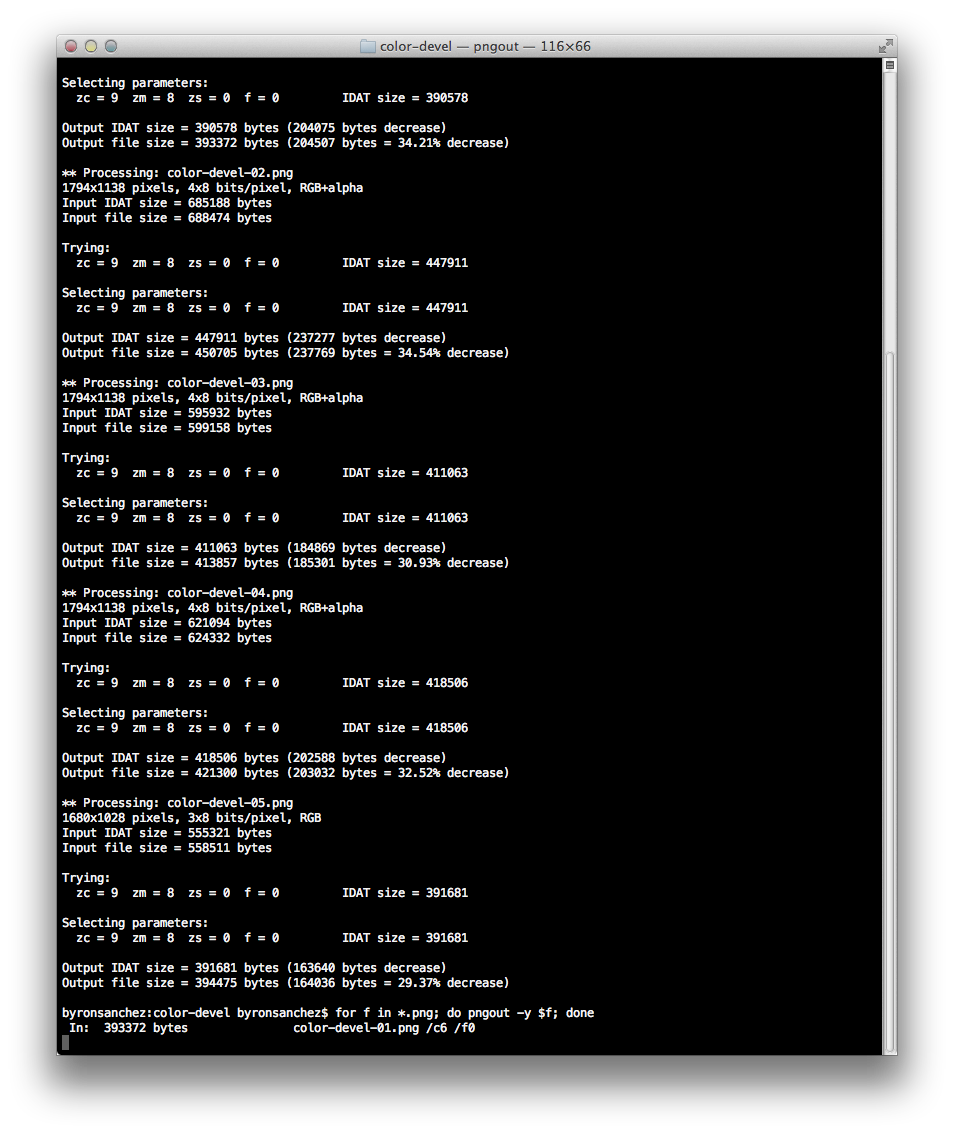 color-devel — pngout — 116×66
Selecting parameters:
  zc = 9  zm = 8  zs = 0  f = 0         IDAT size = 390578
Output IDAT size = 390578 bytes (204075 bytes decrease)
Output file size = 393372 bytes (204507 bytes = 34.21% decrease)
** Processing: color-devel-02.png
1794x1138 pixels, 4x8 bits/pixel, RGB+alpha
Input IDAT size = 685188 bytes
Input file size = 688474 bytes
Trying:
  zc = 9  zm = 8  zs = 0  f = 0         IDAT size = 447911
Selecting parameters:
  zc = 9  zm = 8  zs = 0  f = 0         IDAT size = 447911
Output IDAT size = 447911 bytes (237277 bytes decrease)
Output file size = 450705 bytes (237769 bytes = 34.54% decrease)
** Processing: color-devel-03.png
1794x1138 pixels, 4x8 bits/pixel, RGB+alpha
Input IDAT size = 595932 bytes
Input file size = 599158 bytes
Trying:
  zc = 9  zm = 8  zs = 0  f = 0         IDAT size = 411063
Selecting parameters:
  zc = 9  zm = 8  zs = 0  f = 0         IDAT size = 411063
Output IDAT size = 411063 bytes (184869 bytes decrease)
Output file size = 413857 bytes (185301 bytes = 30.93% decrease)
** Processing: color-devel-04.png
1794x1138 pixels, 4x8 bits/pixel, RGB+alpha
Input IDAT size = 621094 bytes
Input file size = 624332 bytes
Trying:
  zc = 9  zm = 8  zs = 0  f = 0         IDAT size = 418506
Selecting parameters:
  zc = 9  zm = 8  zs = 0  f = 0         IDAT size = 418506
Output IDAT size = 418506 bytes (202588 bytes decrease)
Output file size = 421300 bytes (203032 bytes = 32.52% decrease)
** Processing: color-devel-05.png
1680x1028 pixels, 3x8 bits/pixel, RGB
Input IDAT size = 555321 bytes
Input file size = 558511 bytes
Trying:
  zc = 9  zm = 8  zs = 0  f = 0         IDAT size = 391681
Selecting parameters:
  zc = 9  zm = 8  zs = 0  f = 0         IDAT size = 391681
Output IDAT size = 391681 bytes (163640 bytes decrease)
Output file size = 394475 bytes (164036 bytes = 29.37% decrease)
byronsanchez:color-devel byronsanchez$ for f in *.png; do pngout -y $f; done
 In:  393372 bytes               color-devel-01.png /c6 /f0